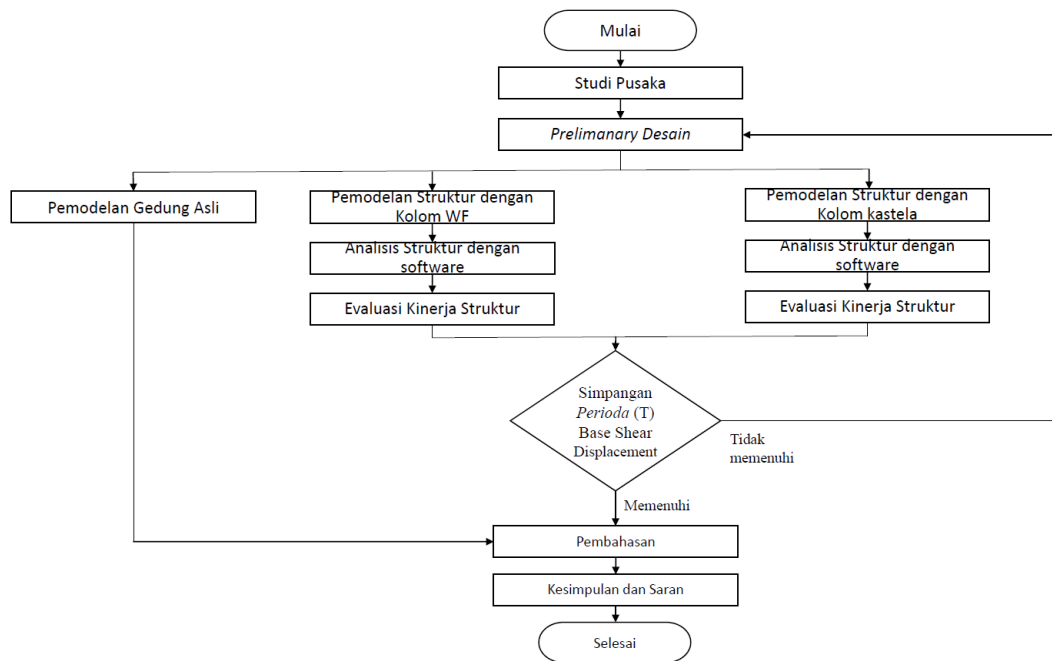 Mulai
Studi Pusaka
Prelimanary Desain
Pemodelan Gedung Asli
Pemodelan Struktur dengan
Kolom WF
Analisis Struktur dengan
software
Evaluasi Kinerja Struktur
Pemodelan Struktur dengan
Kolom kastela
Analisis Struktur dengan
software
Evaluasi Kinerja Struktur
Simpangan
Perioda (T)
Base Shear
Displacement
Tidak
memenuhi
Memenuhi
Pembahasan
Kesimpulan dan Saran
Selesai